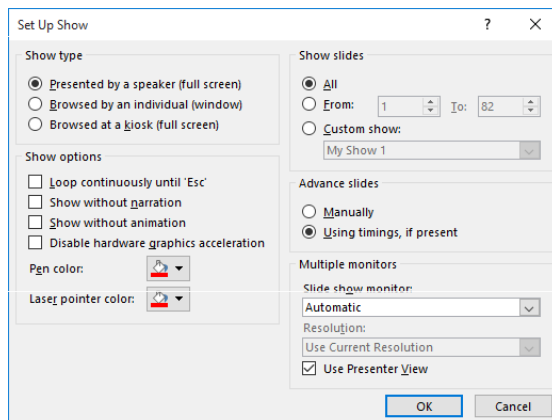 Set Up Show
?
Show type
Presented by a speaker (full screen)
Browsed by an individual (window)
Browsed at a kiosk (full screen)
Show options
Loop continuously until 'Esc'
Show without narration
Show without animation
Disable hardware graphics acceleration
Pen color:
Laser pointer color:
Show slides
All
From: 1 To: 82
Custom show:
My Show 1
Advance slides
Manually
Using timings, if present
Multiple monitors
Slide show monitor:
Automatic
Resolution:
Use Current Resolution
Use Presenter View
OK Cancel